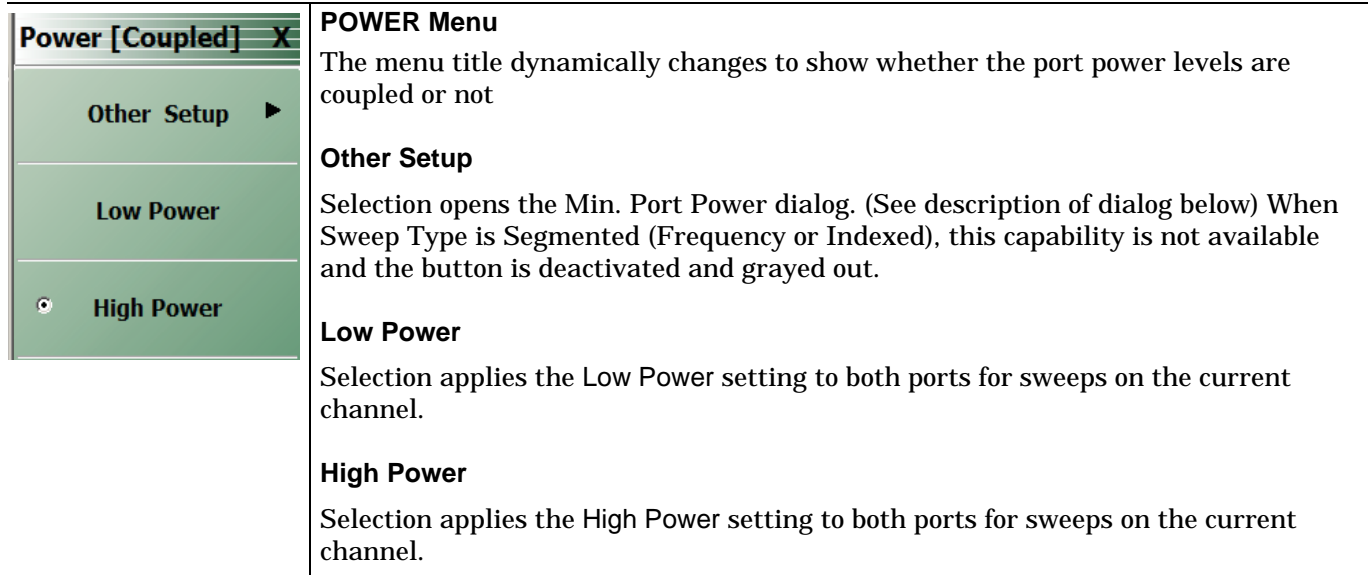 Power [Coupled] X
Other Setup ►
Low Power
High Power
POWER Menu
The menu title dynamically changes to show whether the port power levels are
coupled or not
Other Setup
Selection opens the Min. Port Power dialog. (See description of dialog below) When
Sweep Type is Segmented (Frequency or Indexed), this capability is not available
and the button is deactivated and grayed out.
Low Power
Selection applies the Low Power setting to both ports for sweeps on the current
channel.
High Power
Selection applies the High Power setting to both ports for sweeps on the current
channel.